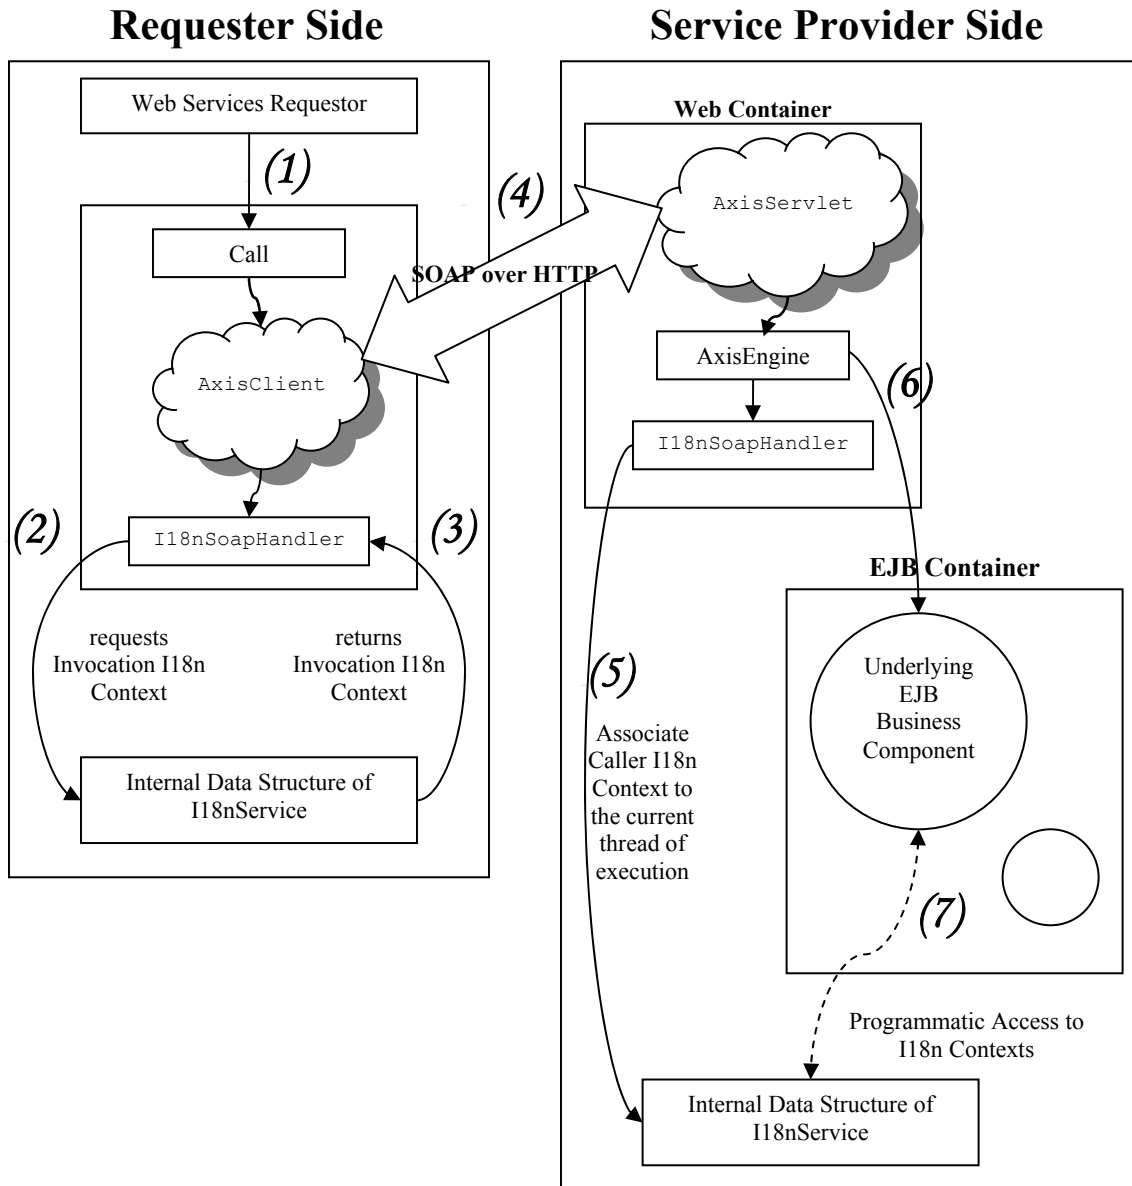 Requester Side
Web Services Requestor
(1)
Call
AxisClient
I18nSoapHandler
(2)
(3)
requests
Invocation I18n
Context
returns
Invocation I18n
Context
Internal Data Structure of
I18nService
(4)
SOAP over HTTP
Service Provider Side
Web Container
AxisServlet
AxisEngine
(6)
I18nSoapHandler
EJB Container
Underlying
EJB
Business
Component
(5)
Associate
Caller I18n
Context to
the current
thread of
execution
(7)
Programmatic Access to
I18n Contexts
Internal Data Structure of
I18nService